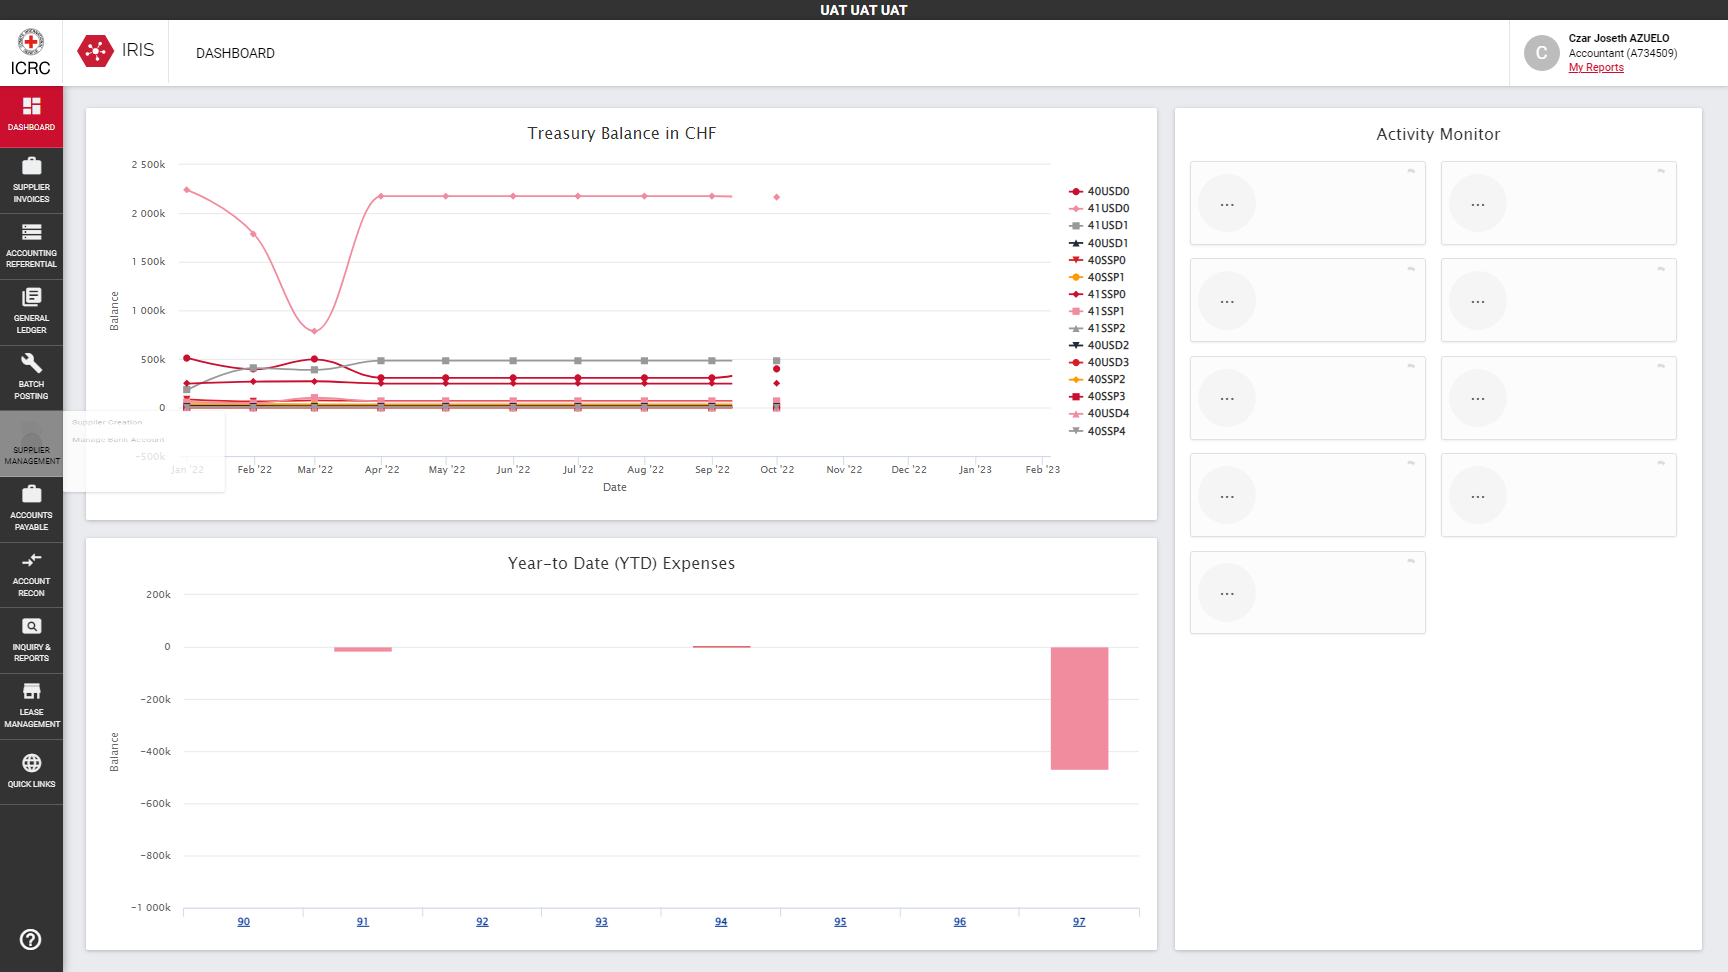 UAT UAT UAT
ICRC
IRIS
DASHBOARD
C
Czar Joseth AZUELO
Accountant (A734509)
My Reports
DASHBOARD
SUPPLIER
INVOICES
ACCOUNTING
REFERENTIAL
GENERAL
LEDGER
BATCH
POSTING
SUPPLIER
MANAGEMENT
Supplier Creation
Manage Bank Account
ACCOUNTS
PAYABLE
ACCOUNT
RECON
INQUIRY &
REPORTS
LEASE
MANAGEMENT
QUICK LINKS
Treasury Balance in CHF
Balance
2 500k
2 000k
1 500k
1 000k
500k
0
-500k
Jan '22
Feb '22
Mar '22
Apr '22
May '22
Jun '22
Jul '22
Aug '22
Sep '22
Oct '22
Nov '22
Dec '22
Jan '23
Feb '23
Date
40USD0
41USD0
41USD1
40USD1
40SSP0
40SSP1
41SSP0
41SSP1
41SSP2
40USD2
40USD3
40SSP2
40SSP3
40USD4
40SSP4
Year-to Date (YTD) Expenses
Balance
200k
0
-200k
-400k
-600k
-800k
-1 000k
90
91
92
93
94
95
96
97
Activity Monitor
...
...
...
...
...
...
...
...
...